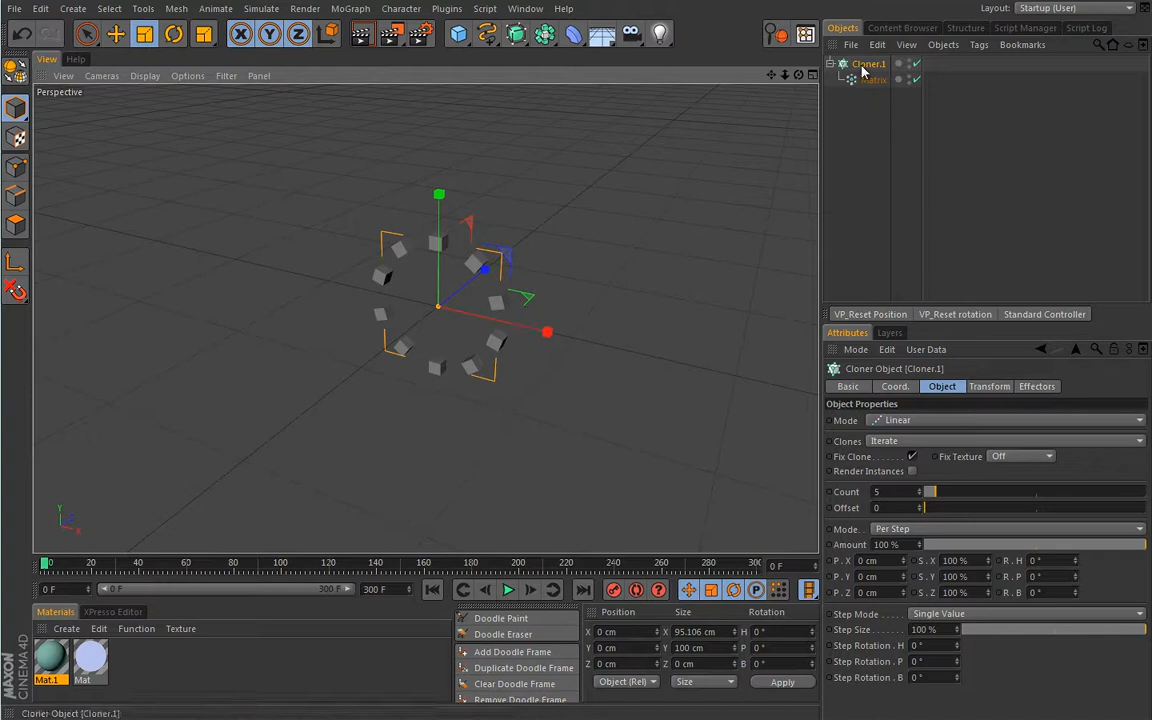 File Edit Create Select Tools Mesh Animate Simulate Render MoGraph Character Plugins Script Window Help
Layout: Startup (User)
X Y Z
Objects Content Browser Structure Script Manager Script Log
View Help
File Edit View Objects Tags Bookmarks
View Cameras Display Options Filter Panel
Perspective
Cloner.1
Matrix
VP_Reset Position VP_Reset rotation Standard Controller
Attributes Layers
Mode Edit User Data
Cloner Object [Cloner.1]
Basic Coord. Object Transform Effectors
Object Properties
Mode Linear
Clones Iterate
Fix Clone Fix Texture Off
Render Instances
Count 5
Offset 0
Mode Per Step
Amount 100 %
P . X 0 cm S . X 100 % R . H 0 °
P . Y 0 cm S . Y 100 % R . P 0 °
P . Z 0 cm S . Z 100 % R . B 0 °
Step Mode Single Value
Step Size 100 %
Step Rotation . H 0 °
Step Rotation . P 0 °
Step Rotation . B 0 °
Y
X
0 20 40 60 80 100 120 140 160 180 200 220 240 260 280 300 0 F
0 F 0 F 300 F 300 F
P
Materials XPresso Editor
Create Edit Function Texture
Mat.1 Mat
Doodle Paint
Doodle Eraser
Add Doodle Frame
Duplicate Doodle Frame
Clear Doodle Frame
Remove Doodle Frame
Position Size Rotation
X 0 cm X 95.106 cm H 0 °
Y 0 cm Y 100 cm P 0 °
Z 0 cm Z 0 cm B 0 °
Object (Rel) Size Apply
MAXON
CINEMA 4D
Cloner Object [Cloner.1]